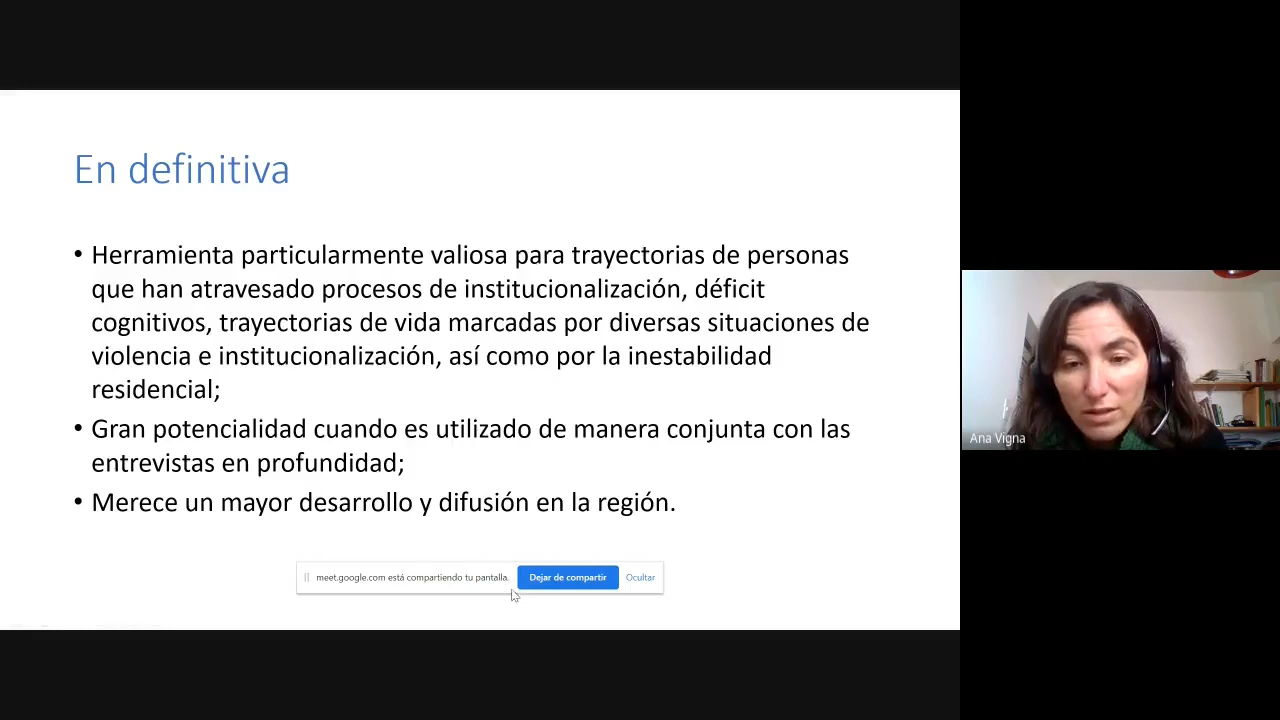 En definitiva
• Herramienta particularmente valiosa para trayectorias de personas
que han atravesado procesos de institucionalización, déficit
cognitivos, trayectorias de vida marcadas por diversas situaciones de
violencia e institucionalización, así como por la inestabilidad
residencial;
• Gran potencialidad cuando es utilizado de manera conjunta con las
entrevistas en profundidad;
• Merece un mayor desarrollo y difusión en la región.
meet.google.com está compartiendo tu pantalla. Dejar de compartir Ocultar
Ana Vigna